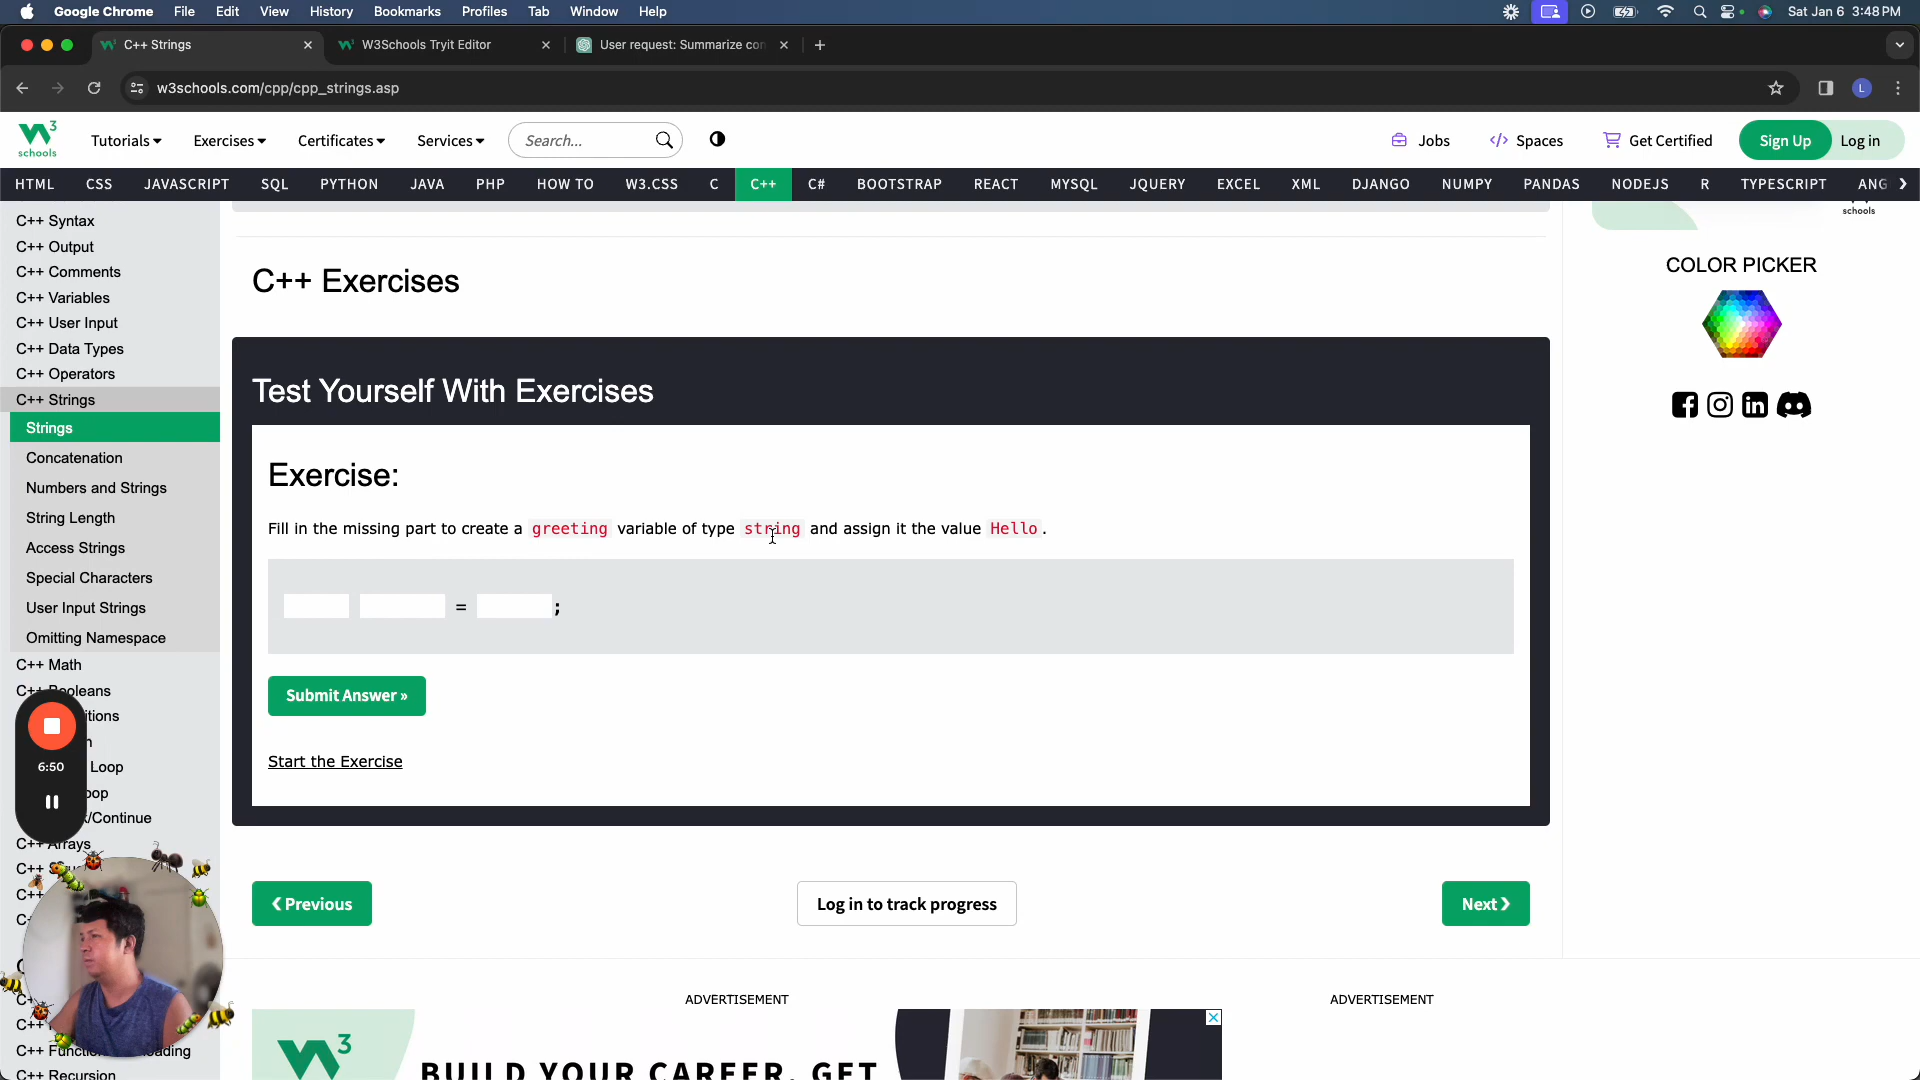 Google Chrome File Edit View History Bookmarks Profiles Tab Window Help Sat Jan 6 3:48 PM
C++ Strings W3Schools Tryit Editor User request: Summarize con
w3schools.com/cpp/cpp_strings.asp L
schools 3 Tutorials Exercises Certificates Services Search... Jobs Spaces Get Certified Sign Up Log in
HTML CSS JAVASCRIPT SQL PYTHON JAVA PHP HOW TO W3.CSS C C++ C# BOOTSTRAP REACT MYSQL JQUERY EXCEL XML DJANGO NUMPY PANDAS NODEJS R TYPESCRIPT ANG
C++ Syntax
C++ Output
C++ Comments
C++ Variables
C++ User Input
C++ Data Types
C++ Operators
C++ Strings
Strings
Concatenation
Numbers and Strings
String Length
Access Strings
Special Characters
User Input Strings
Omitting Namespace
C++ Math
C++ Booleans
Loop
/Continue
C++ Arrays
C++ Recursion
6:50
C++ Exercises
Test Yourself With Exercises
Exercise:
Fill in the missing part to create a greeting variable of type string and assign it the value Hello.
= ;
Submit Answer »
Start the Exercise
❮ Previous Log in to track progress Next ❯
ADVERTISEMENT
3
BUILD YOUR CAREER. GET
ADVERTISEMENT
schools
COLOR PICKER